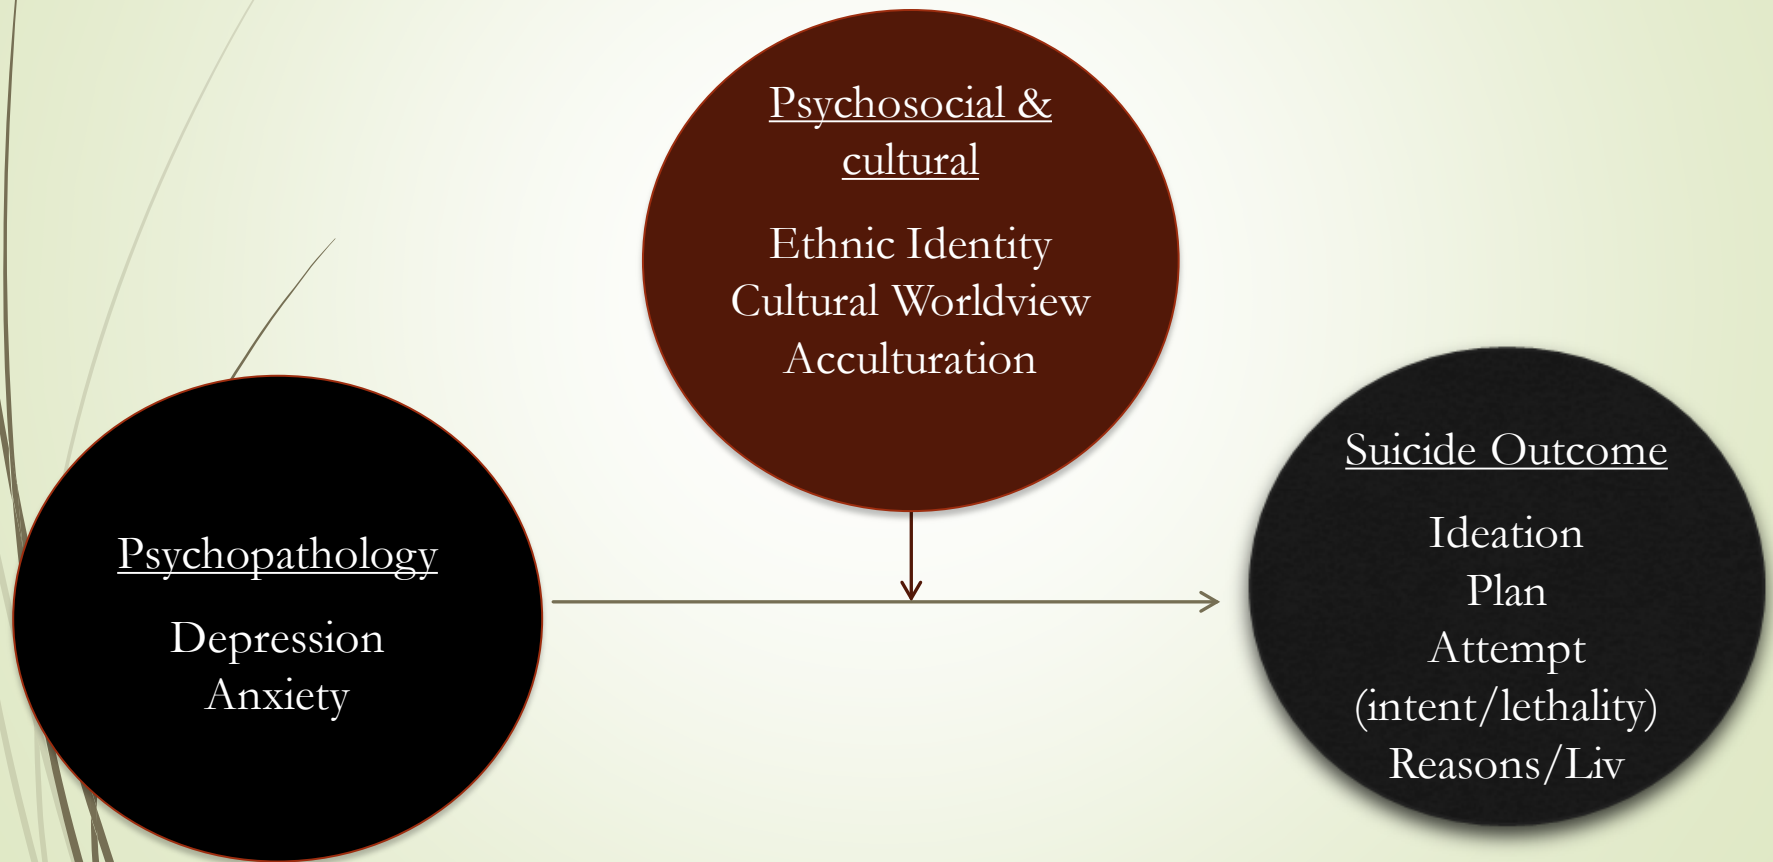 Psychosocial &
cultural
Ethnic Identity
Cultural Worldview
Acculturation
Psychopathology
Depression
Anxiety
Suicide Outcome
Ideation
Plan
Attempt
(intent/lethality)
Reasons/Liv